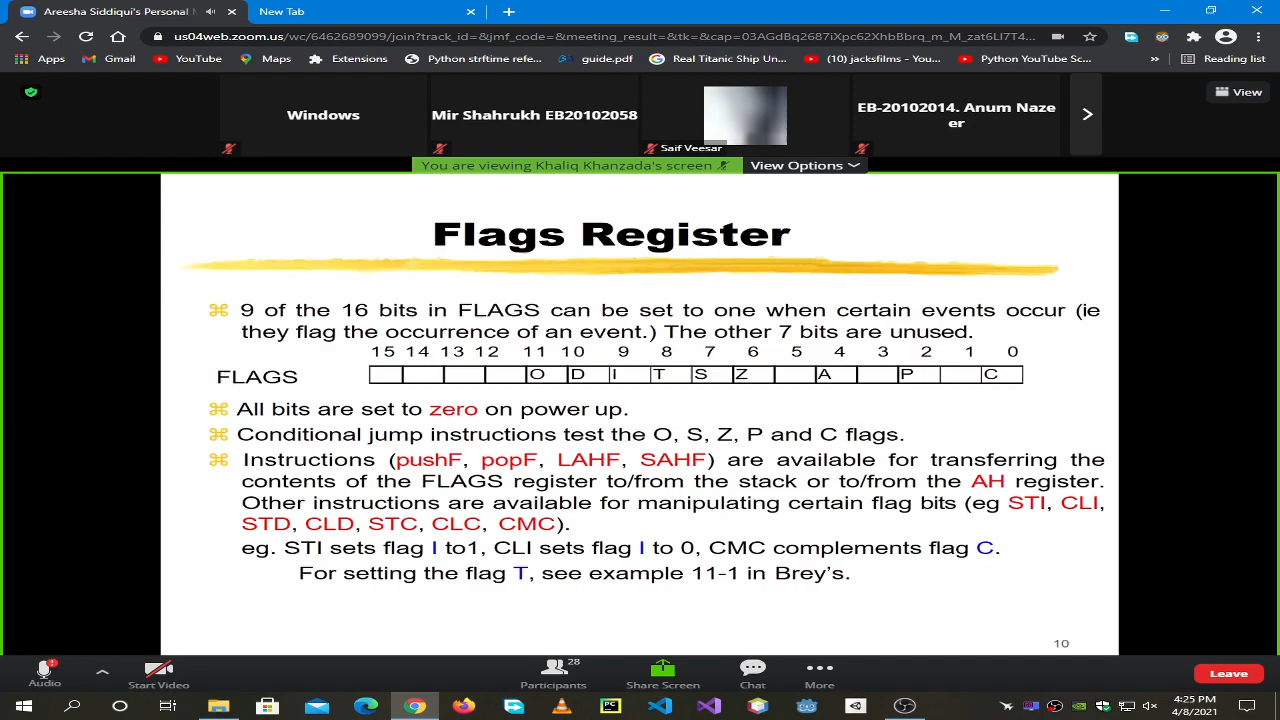 Areesha Siddiqui's Personal
New Tab
us04web.zoom.us/wc/6462689099/join?track_id=&jmf_code=&meeting_result=&tk=&cap=03AGdBq2687iXpc62XhbBbrq_m_M_zat6LI7T4...
Apps Gmail YouTube Maps Extensions Python strftime refe... guide.pdf Real Titanic Ship Un... (10) jacksfilms - You... Python YouTube Sc... » Reading list
View
Windows
Mir Shahrukh EB20102058
Saif Veesar
EB-20102014. Anum Naze
er
You are viewing Khaliq Khanzada's screen View Options
Flags Register
9 of the 16 bits in FLAGS can be set to one when certain events occur (ie
they flag the occurrence of an event.) The other 7 bits are unused.
15 14 13 12 11 10 9 8 7 6 5 4 3 2 1 0
FLAGS O D I T S Z A P C
All bits are set to zero on power up.
Conditional jump instructions test the O, S, Z, P and C flags.
Instructions (pushF, popF, LAHF, SAHF) are available for transferring the
contents of the FLAGS register to/from the stack or to/from the AH register.
Other instructions are available for manipulating certain flag bits (eg STI, CLI,
STD, CLD, STC, CLC, CMC).
eg. STI sets flag I to1, CLI sets flag I to 0, CMC complements flag C.
For setting the flag T, see example 11-1 in Brey's.
10
Audio
Start Video
Participants
28
Share Screen
Chat
More
Leave
4:25 PM
4/8/2021